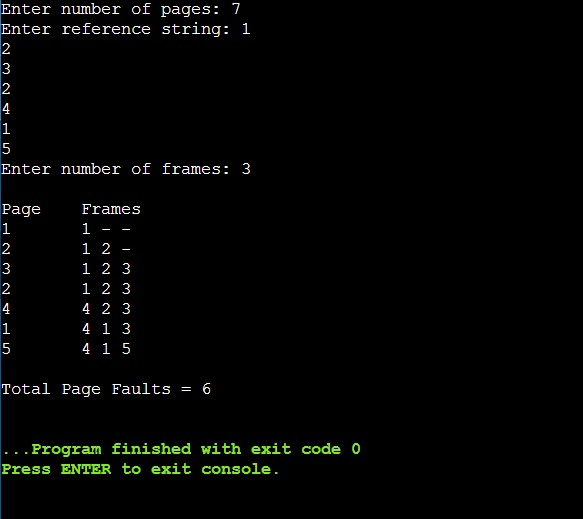 Enter number of pages: 7
Enter reference string: 1
2
3
2
4
1
5
Enter number of frames: 3
Page    Frames
1       1 - -
2       1 2 -
3       1 2 3
2       1 2 3
4       4 2 3
1       4 1 3
5       4 1 5
Total Page Faults = 6
...Program finished with exit code 0
Press ENTER to exit console.